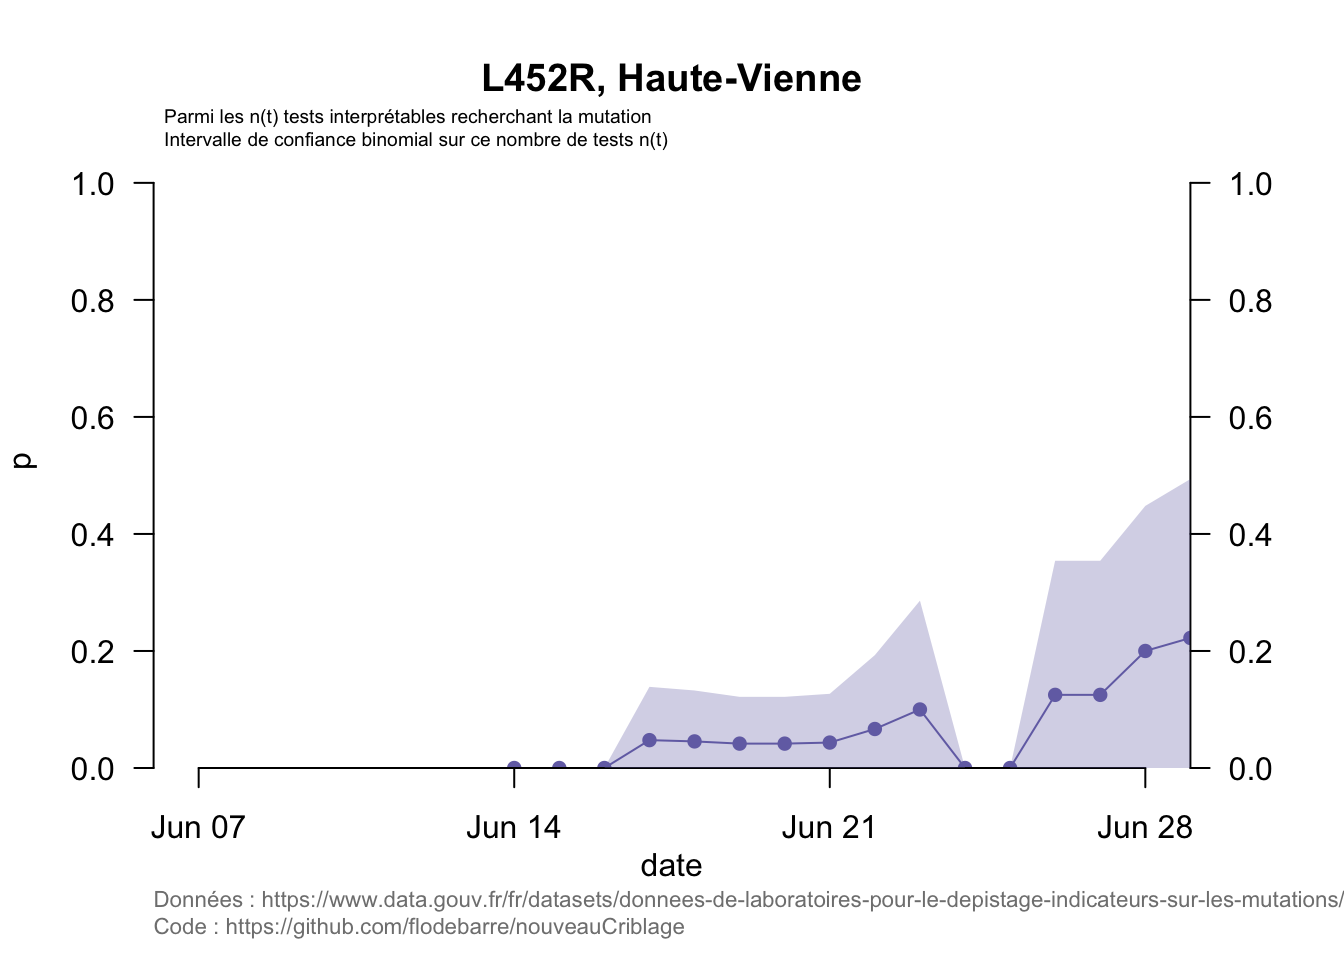 L452R, Haute-Vienne
Parmi les n(t) tests interprétables recherchant la mutation
Intervalle de confiance binomial sur ce nombre de tests n(t)
1.0 1.0
0.8 0.8
0.6 0.6
p
0.4 0.4
0.2 0.2
0.0 0.0
Jun 07 Jun 14 Jun 21 Jun 28
date
Données : https://www.data.gouv.fr/fr/datasets/donnees-de-laboratoires-pour-le-depistage-indicateurs-sur-les-mutations/
Code : https://github.com/flodebarre/nouveauCriblage